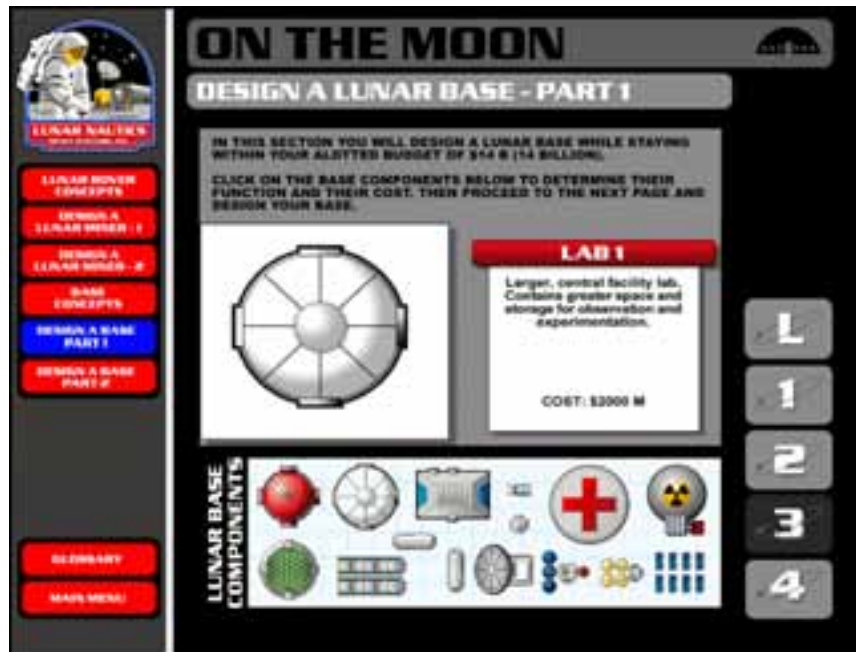 ON THE MOON
DESIGN A LUNAR BASE - PART 1
LUNAR NAUTICS
LUNAR ROVER
CONCEPTS
DESIGN A
LUNAR MINER - 1
DESIGN A
LUNAR MINER - 2
BASE
CONCEPTS
DESIGN A BASE
PART 1
DESIGN A BASE
PART 2
GLOSSARY
MAIN MENU
IN THIS SECTION YOU WILL DESIGN A LUNAR BASE WHILE STAYING
WITHIN YOUR ALOTTED BUDGET OF $14 B (14 BILLION).
CLICK ON THE BASE COMPONENTS BELOW TO DETERMINE THEIR
FUNCTION AND THEIR COST. THEN PROCEED TO THE NEXT PAGE AND
DESIGN YOUR BASE.
LAB 1
Larger, central facility lab.
Contains greater space and
storage for observation and
experimentation.
COST: $2000 M
LUNAR BASE
COMPONENTS
L
1
2
3
4